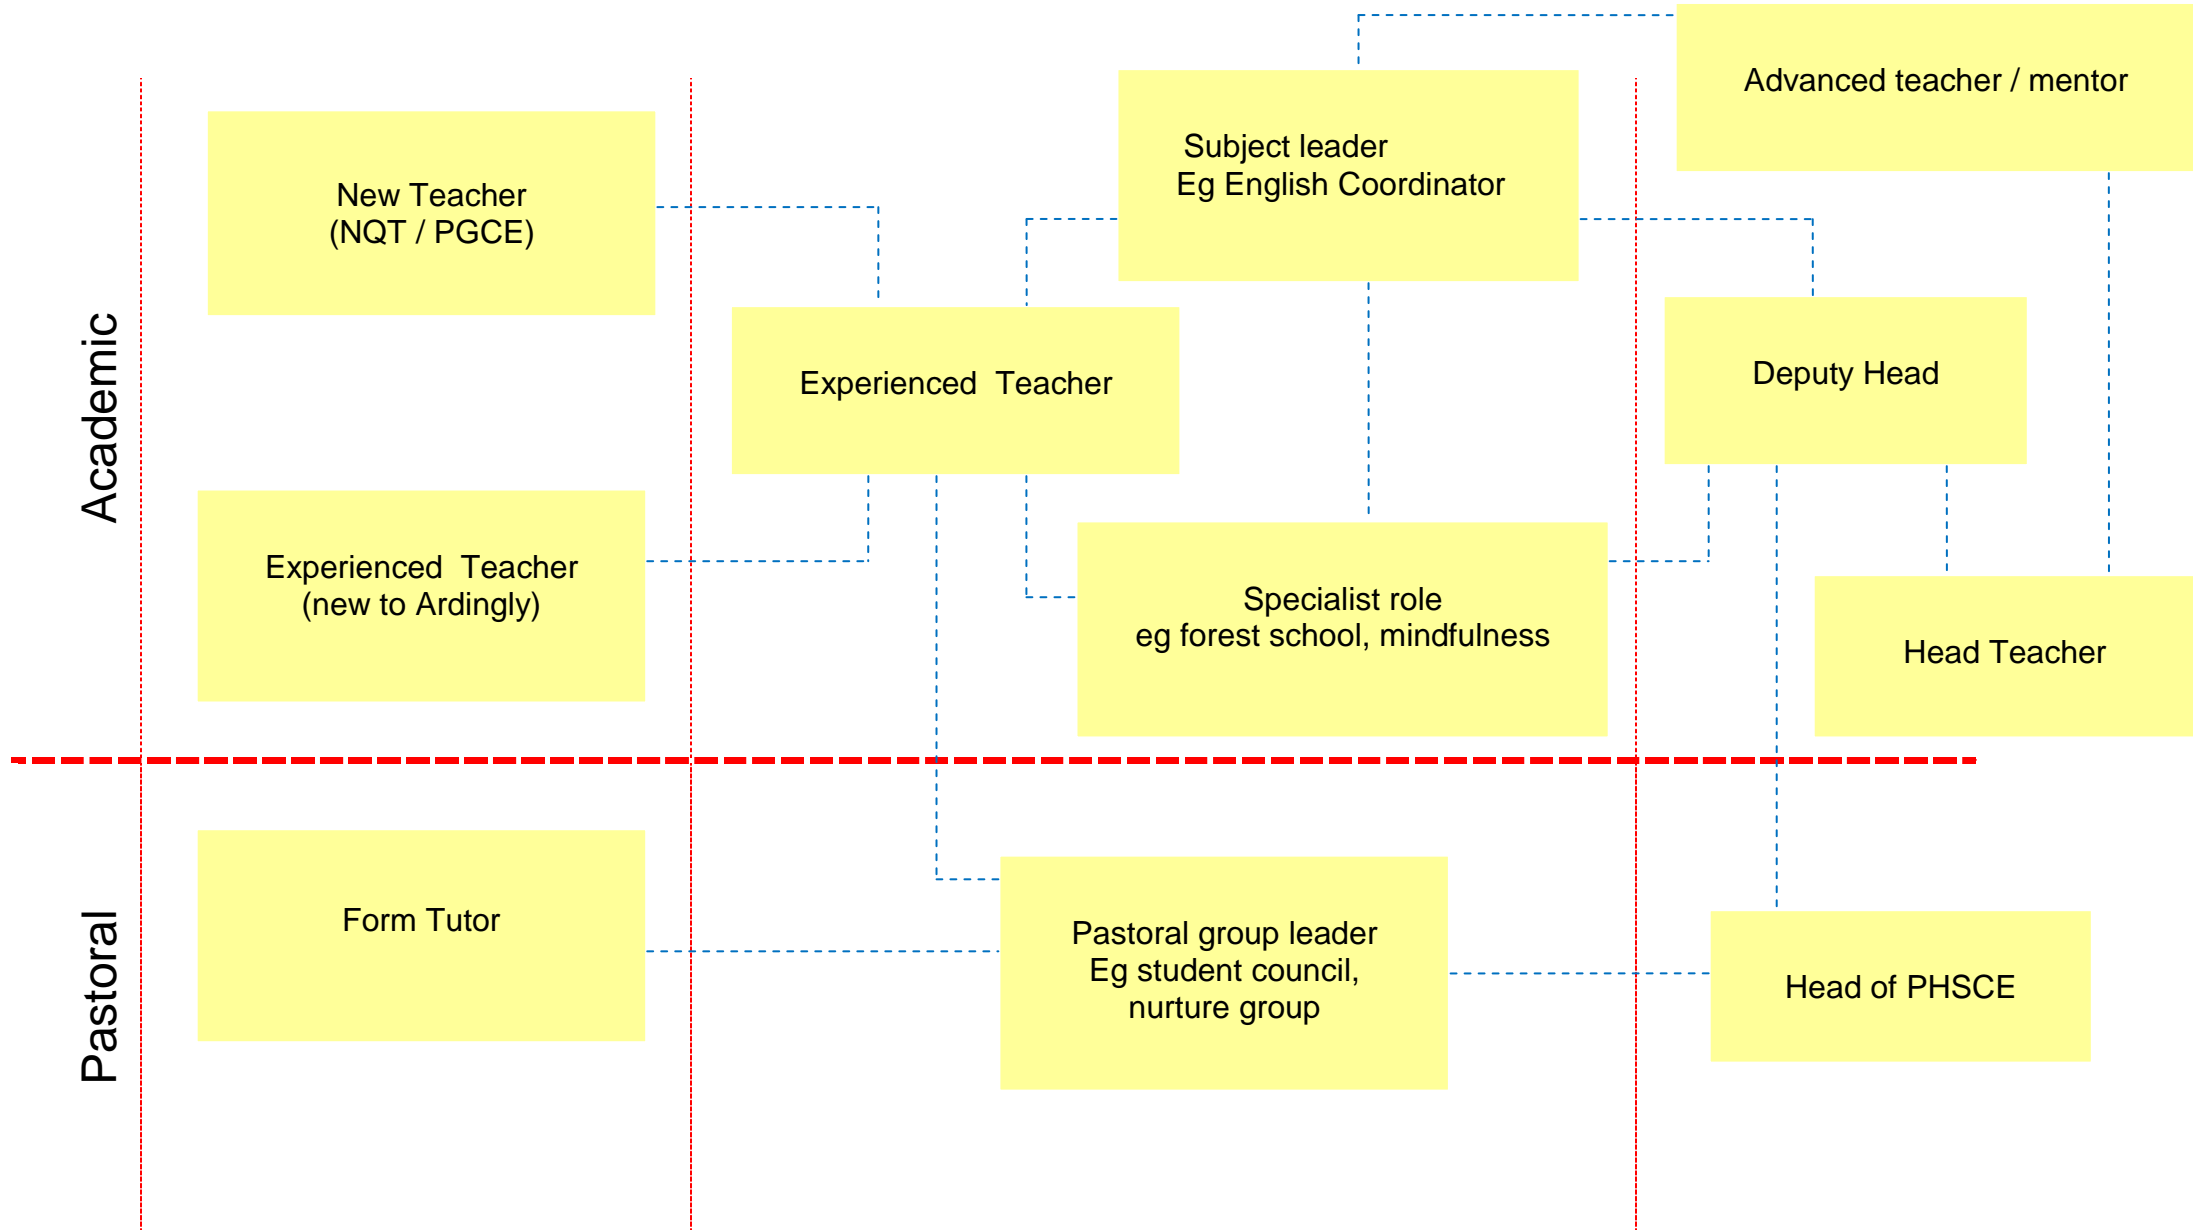 Academic
Pastoral
New Teacher
(NQT / PGCE)
Experienced Teacher
(new to Ardingly)
Form Tutor
Experienced Teacher
Subject leader
Eg English Coordinator
Specialist role
eg forest school, mindfulness
Pastoral group leader
Eg student council,
nurture group
Advanced teacher / mentor
Deputy Head
Head Teacher
Head of PHSCE